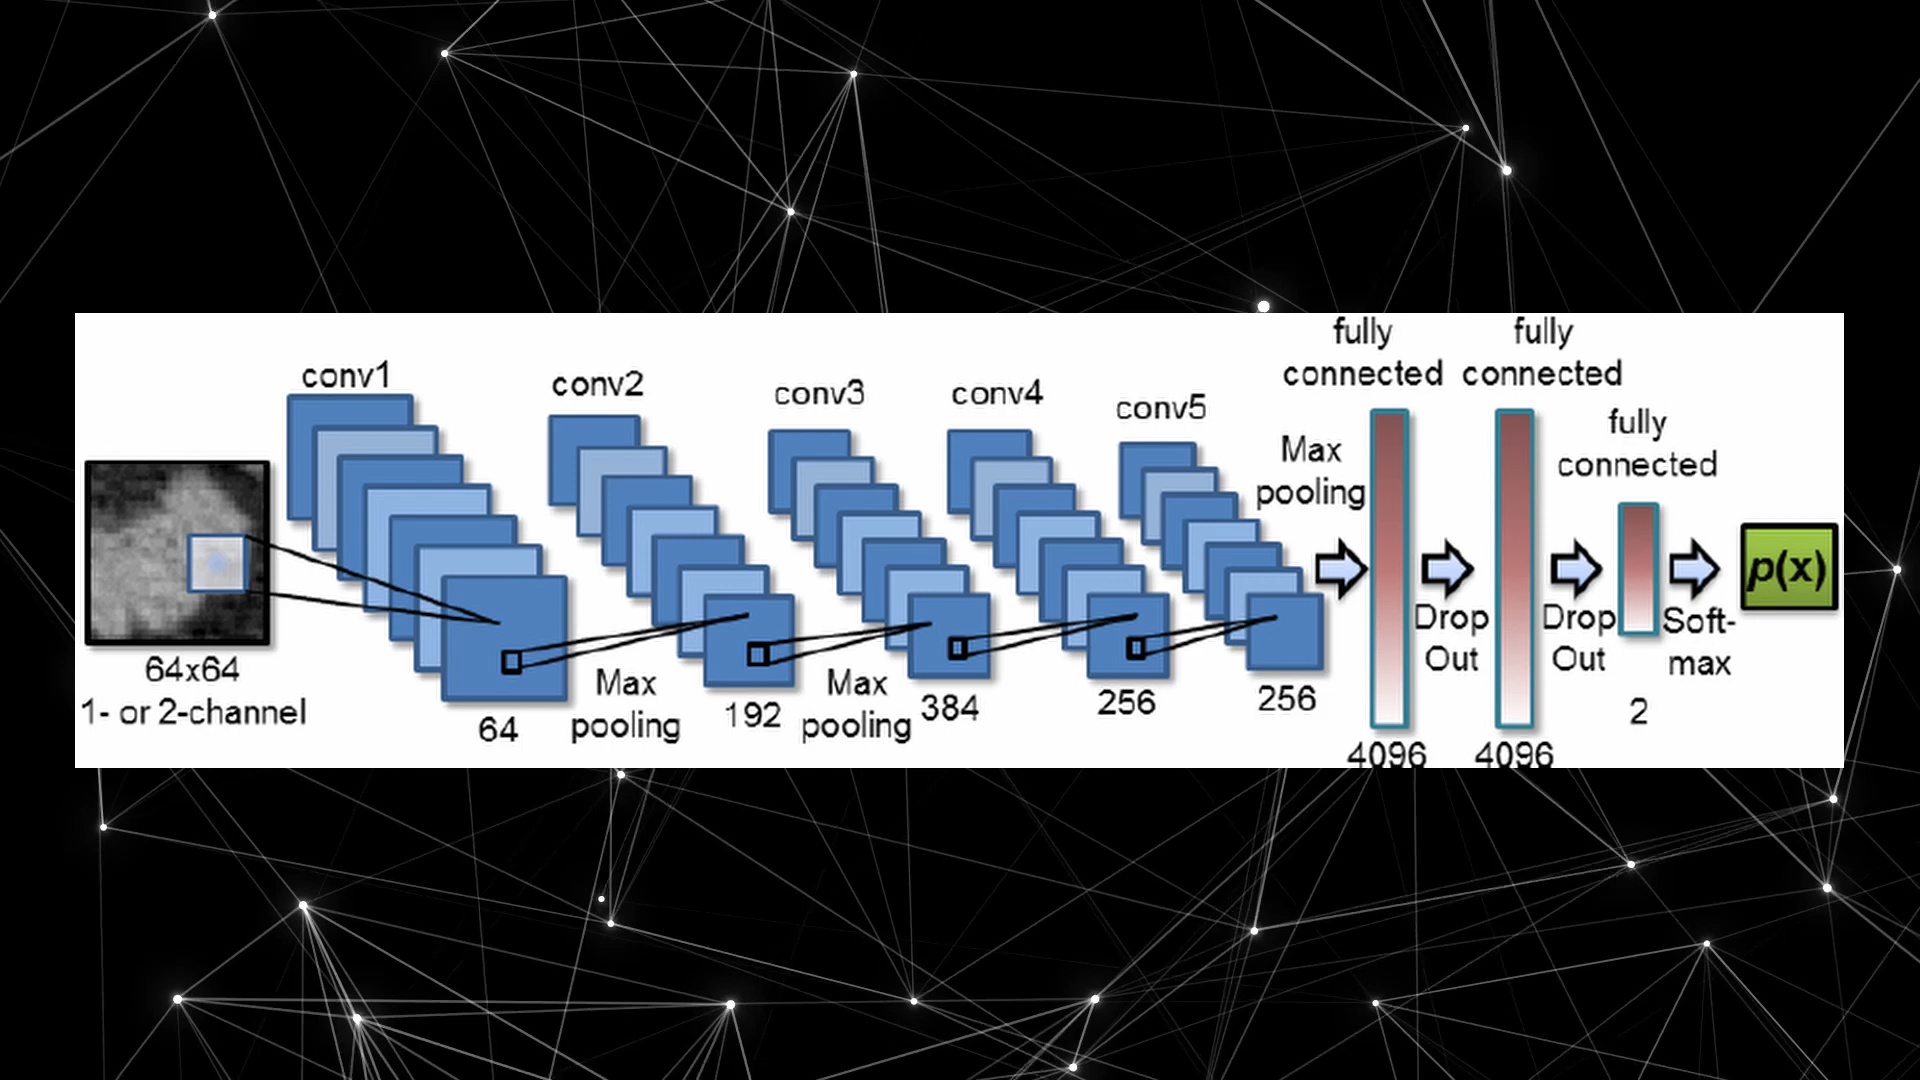 conv1
conv2
conv3
conv4
conv5
fully
connected
fully
connected
fully
connected
Max
pooling
64x64
1- or 2-channel
64
Max
pooling
192
Max
pooling
384
256
256
4096
Drop
Out
4096
Drop
Out
2
Soft-
max
p(x)